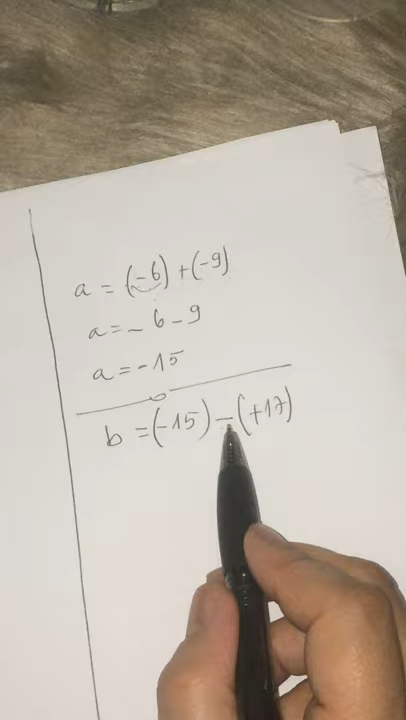 a = (-6) + (-9)
a = - 6 - 9
a = - 15
b = (-15) - (+17)